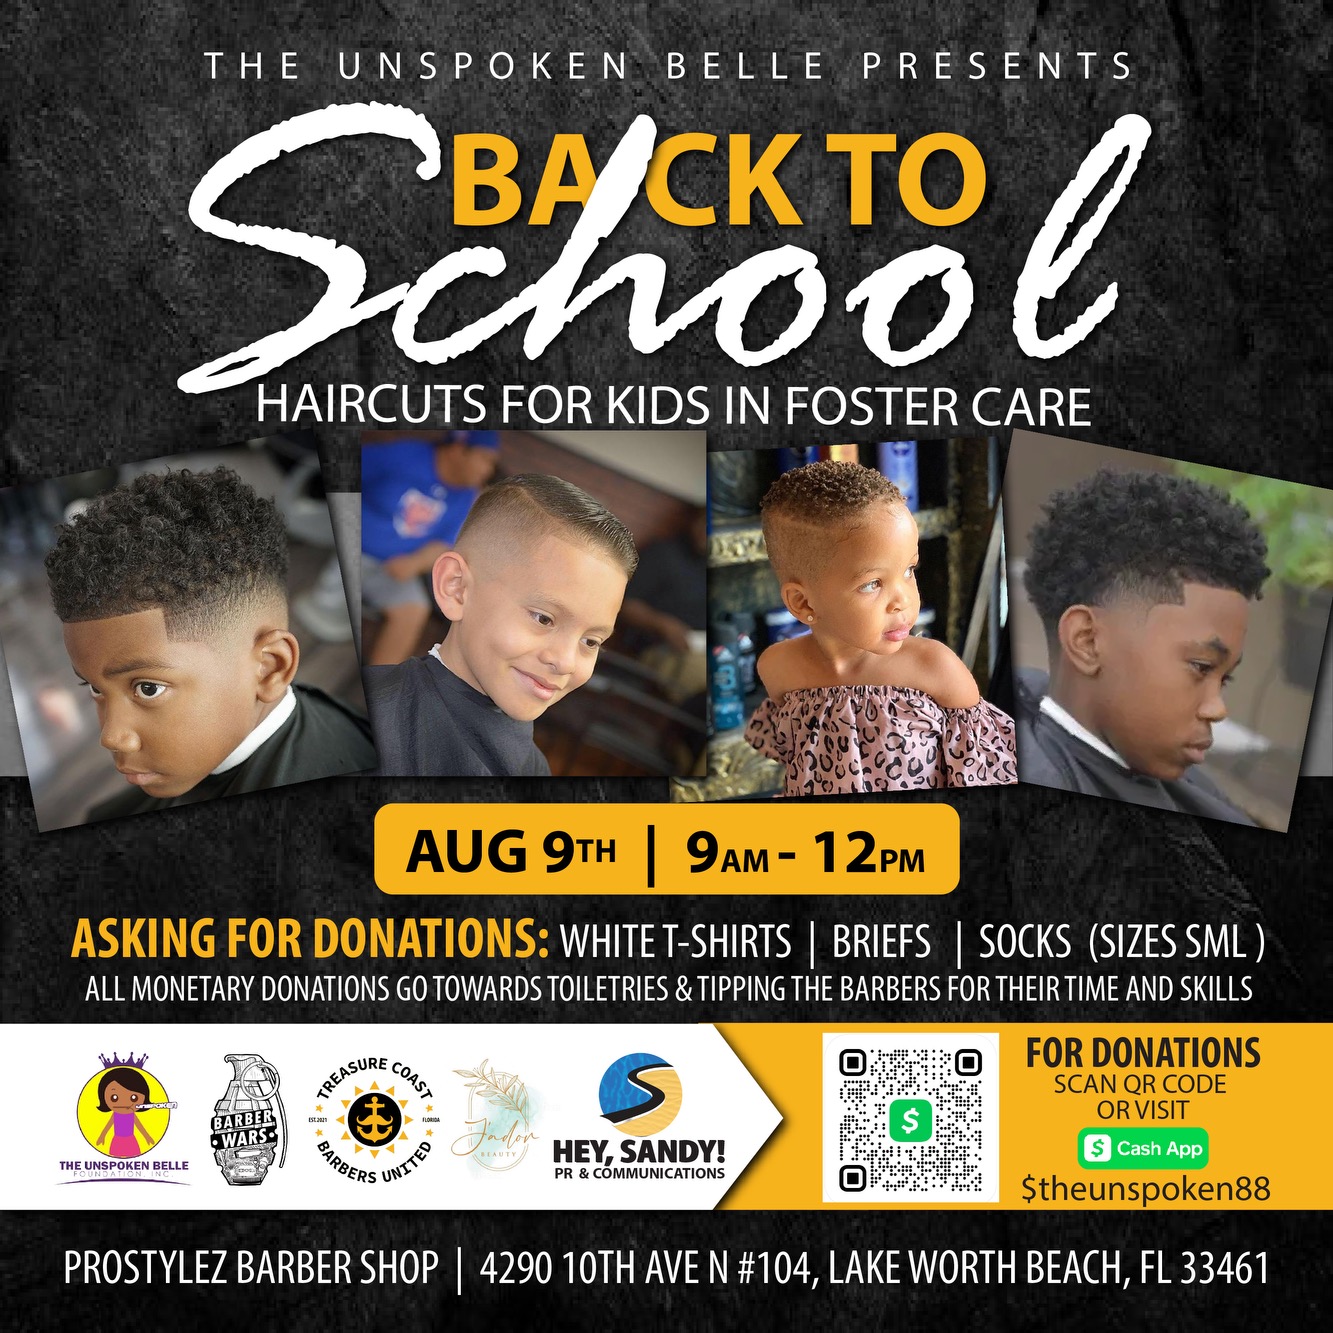 THE UNSPOKEN BELLE PRESENTS
BACK TO
School
HAIRCUTS FOR KIDS IN FOSTER CARE
AUG 9TH | 9AM - 12PM
ASKING FOR DONATIONS: WHITE T-SHIRTS | BRIEFS | SOCKS (SIZES SML )
ALL MONETARY DONATIONS GO TOWARDS TOILETRIES & TIPPING THE BARBERS FOR THEIR TIME AND SKILLS
UNSPOKEN
THE UNSPOKEN BELLE
FOUNDATION, INC.
BARBER
WARS
TREASURE COAST
EST.2021
FLORIDA
BARBERS UNITED
Jador
BEAUTY
HEY, SANDY!
PR & COMMUNICATIONS
$
FOR DONATIONS
SCAN QR CODE
OR VISIT
$ Cash App
$theunspoken88
PROSTYLEZ BARBER SHOP | 4290 10TH AVE N #104, LAKE WORTH BEACH, FL 33461